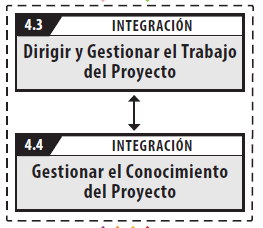 4.3 INTEGRACIÓN
Dirigir y Gestionar el Trabajo
del Proyecto
4.4 INTEGRACIÓN
Gestionar el Conocimiento
del Proyecto